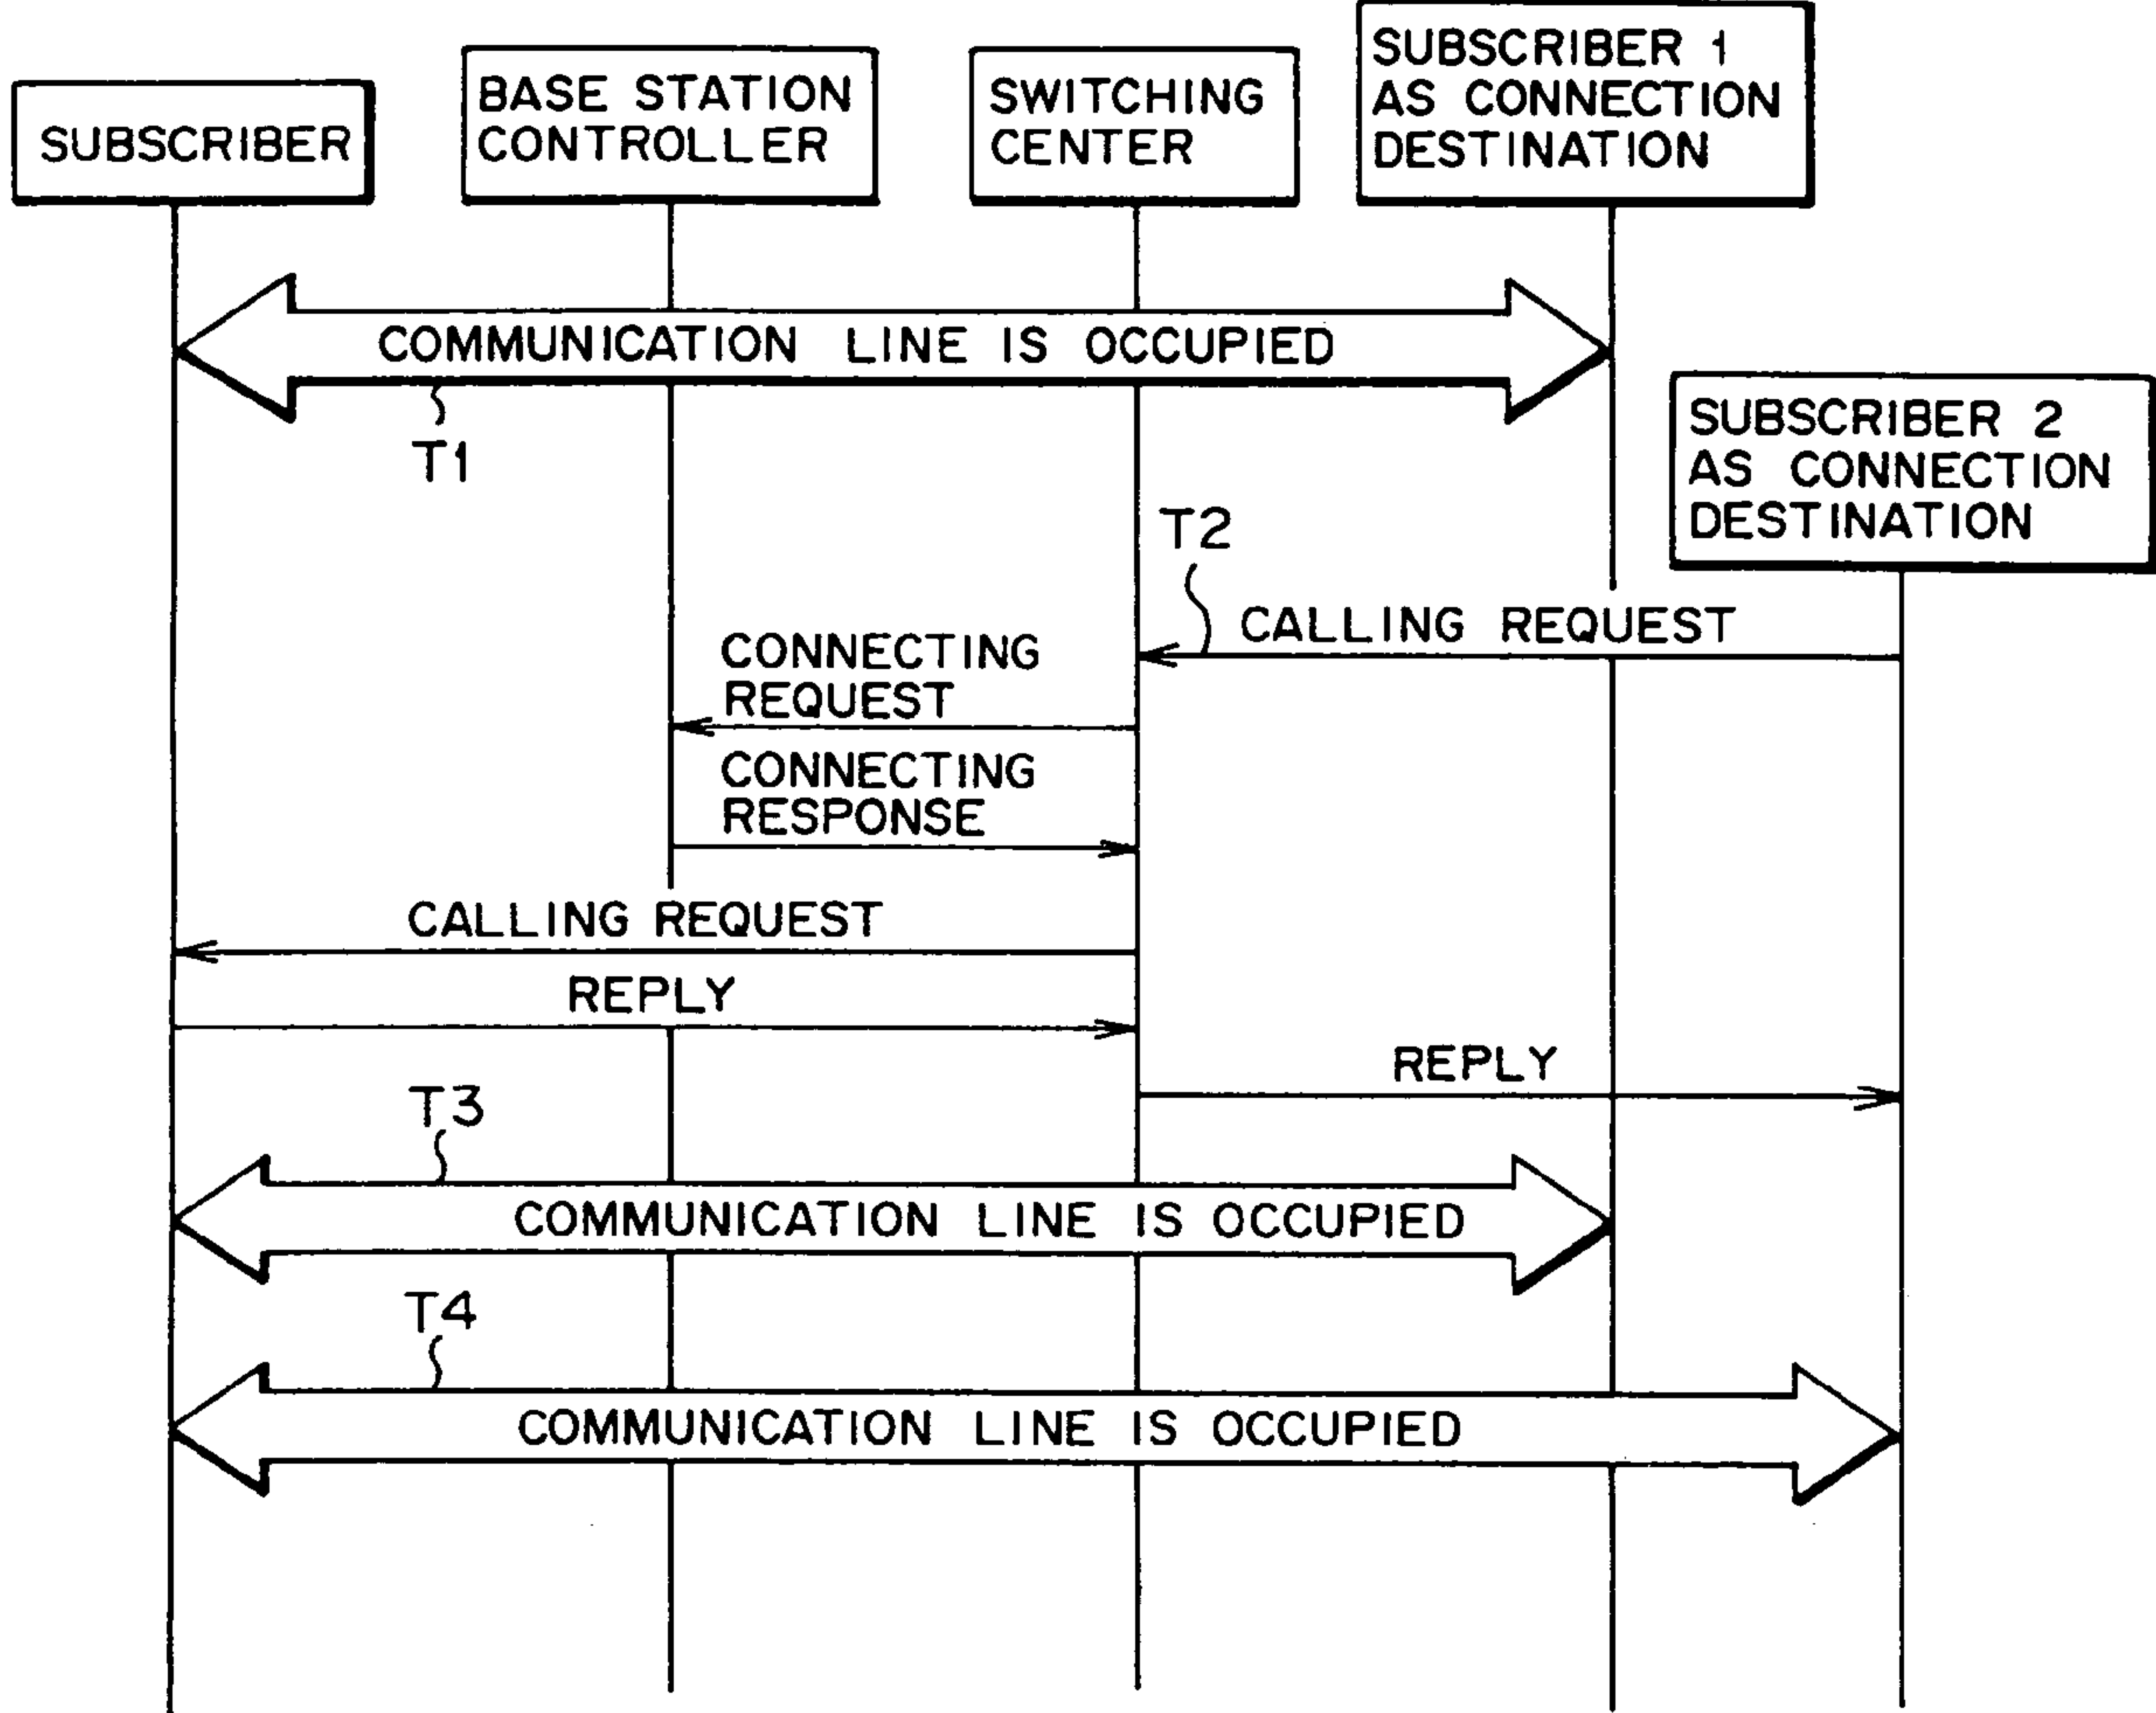 SUBSCRIBER
BASE STATION
CONTROLLER
SWITCHING
CENTER
SUBSCRIBER 1
AS CONNECTION
DESTINATION
COMMUNICATION LINE IS OCCUPIED
T1
SUBSCRIBER 2
AS CONNECTION
DESTINATION
T2
CALLING REQUEST
CONNECTING
REQUEST
CONNECTING
RESPONSE
CALLING REQUEST
REPLY
REPLY
T3
COMMUNICATION LINE IS OCCUPIED
T4
COMMUNICATION LINE IS OCCUPIED